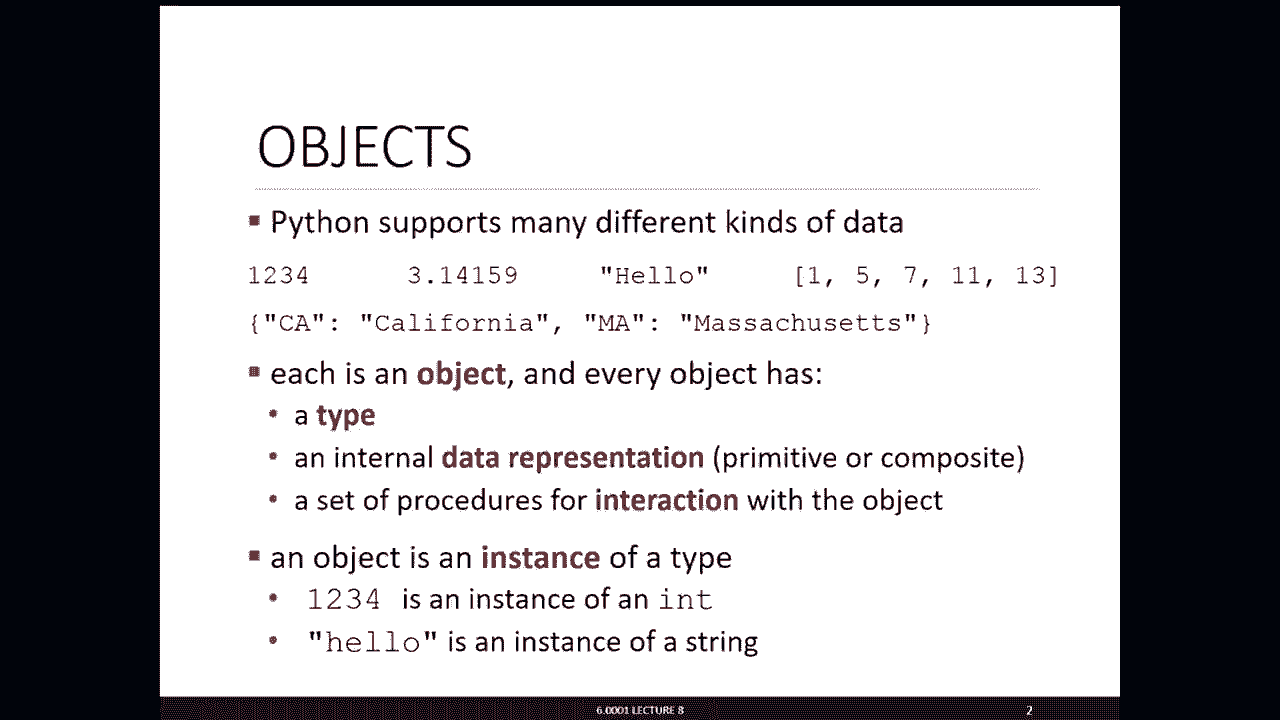 OBJECTS
▪ Python supports many different kinds of data
1234 3.14159 "Hello" [1, 5, 7, 11, 13]
{"CA": "California", "MA": "Massachusetts"}
▪ each is an object, and every object has:
• a type
• an internal data representation (primitive or composite)
• a set of procedures for interaction with the object
▪ an object is an instance of a type
• 1234 is an instance of an int
• "hello" is an instance of a string
6.0001 LECTURE 8
2